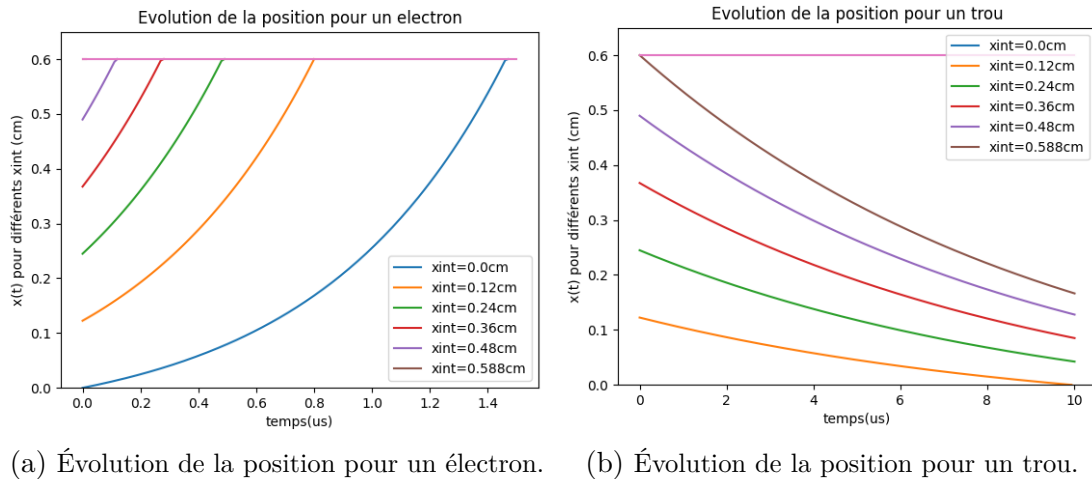 Evolution de la position pour un electron
x(t) pour différents xint (cm)
0.6
0.5
0.4
0.3
0.2
0.1
0.0
xint=0.0cm
xint=0.12cm
xint=0.24cm
xint=0.36cm
xint=0.48cm
xint=0.588cm
0.0 0.2 0.4 0.6 0.8 1.0 1.2 1.4
temps(us)
(a) Évolution de la position pour un électron.
Evolution de la position pour un trou
x(t) pour différents xint (cm)
0.6
0.5
0.4
0.3
0.2
0.1
0.0
xint=0.0cm
xint=0.12cm
xint=0.24cm
xint=0.36cm
xint=0.48cm
xint=0.588cm
0 2 4 6 8 10
temps(us)
(b) Évolution de la position pour un trou.